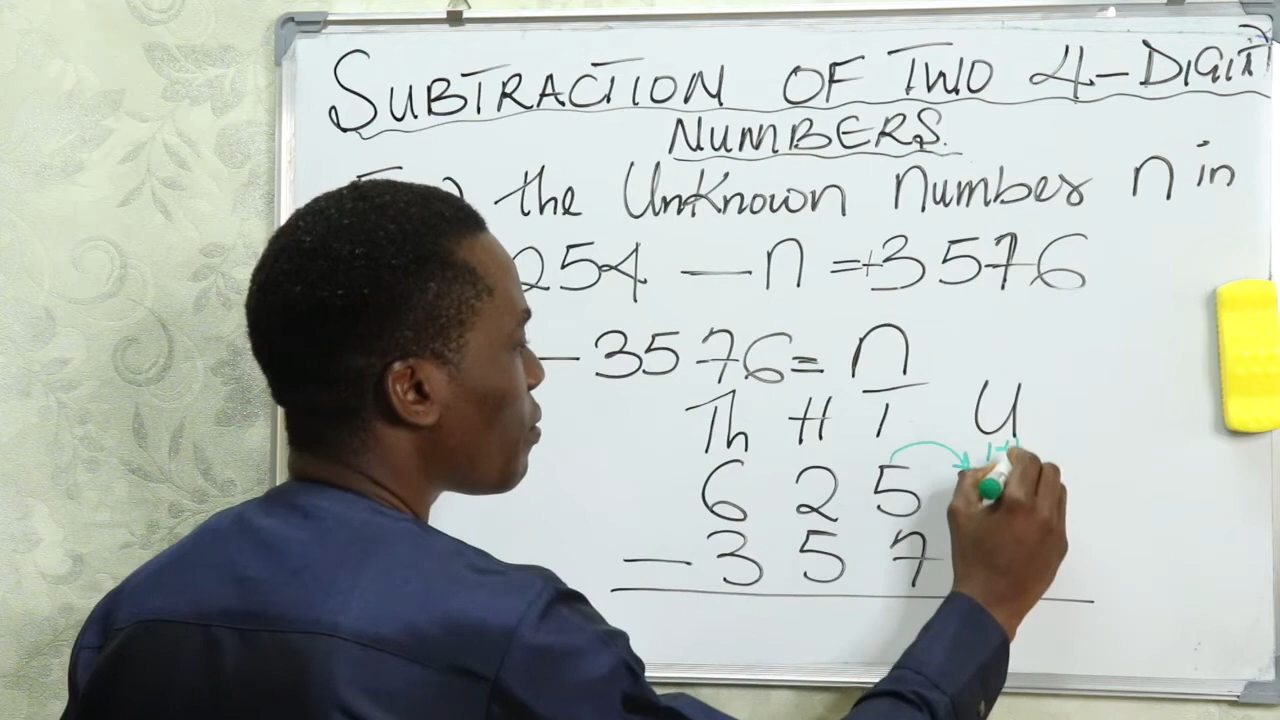 SUBTRACTION OF TWO 4-DIGIT
NUMBERS.
the Unknown Number n in
254 — n = +3576
— 3576 = n
Th H T U
6 2 5
— 3 5 7